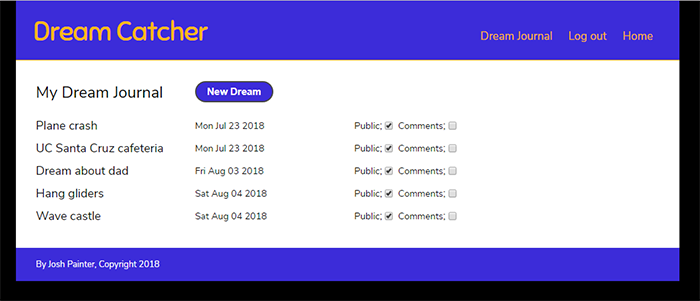 Dream Catcher
Dream Journal Log out Home
My Dream Journal New Dream
Plane crash Mon Jul 23 2018 Public; Comments;
UC Santa Cruz cafeteria Mon Jul 23 2018 Public; Comments;
Dream about dad Fri Aug 03 2018 Public; Comments;
Hang gliders Sat Aug 04 2018 Public; Comments;
Wave castle Sat Aug 04 2018 Public; Comments;
By Josh Painter, Copyright 2018